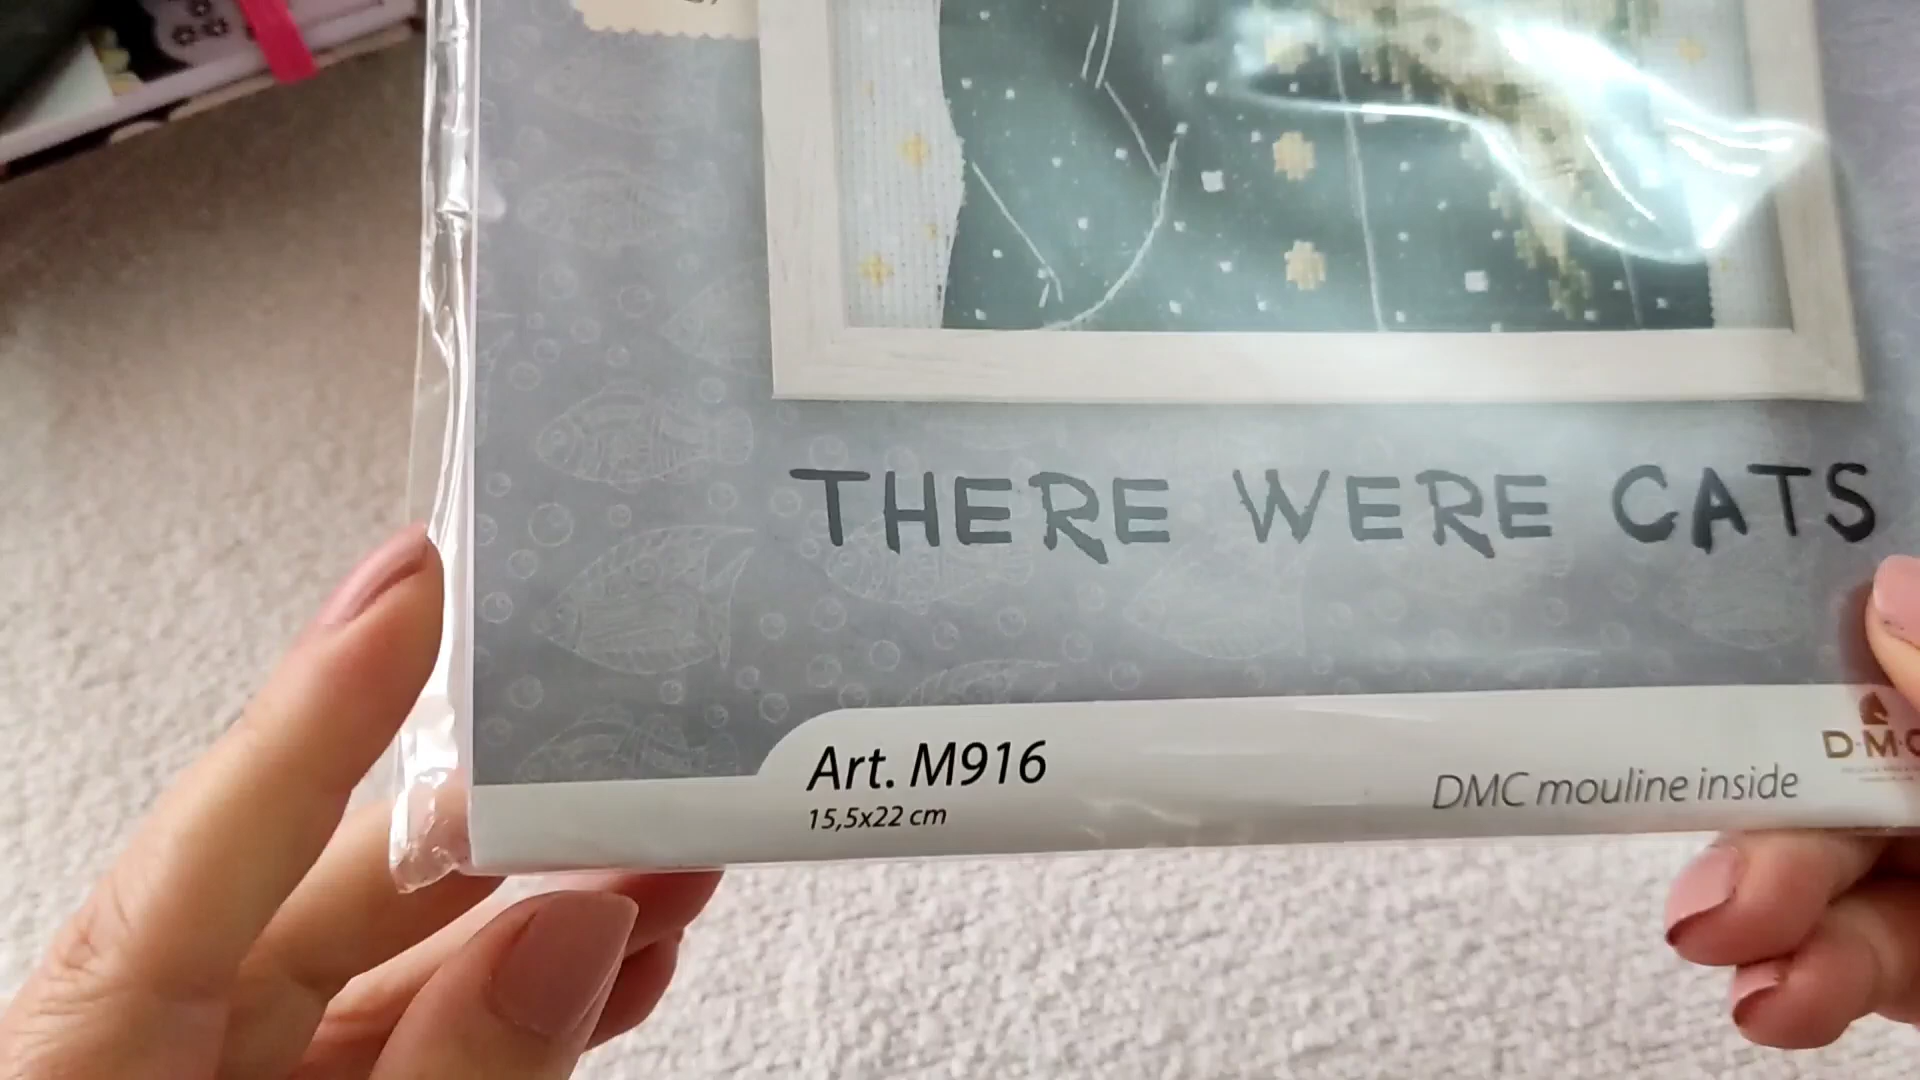 THERE WERE CATS
Art. M916
15,5x22 cm
DMC mouline inside
D·M·C